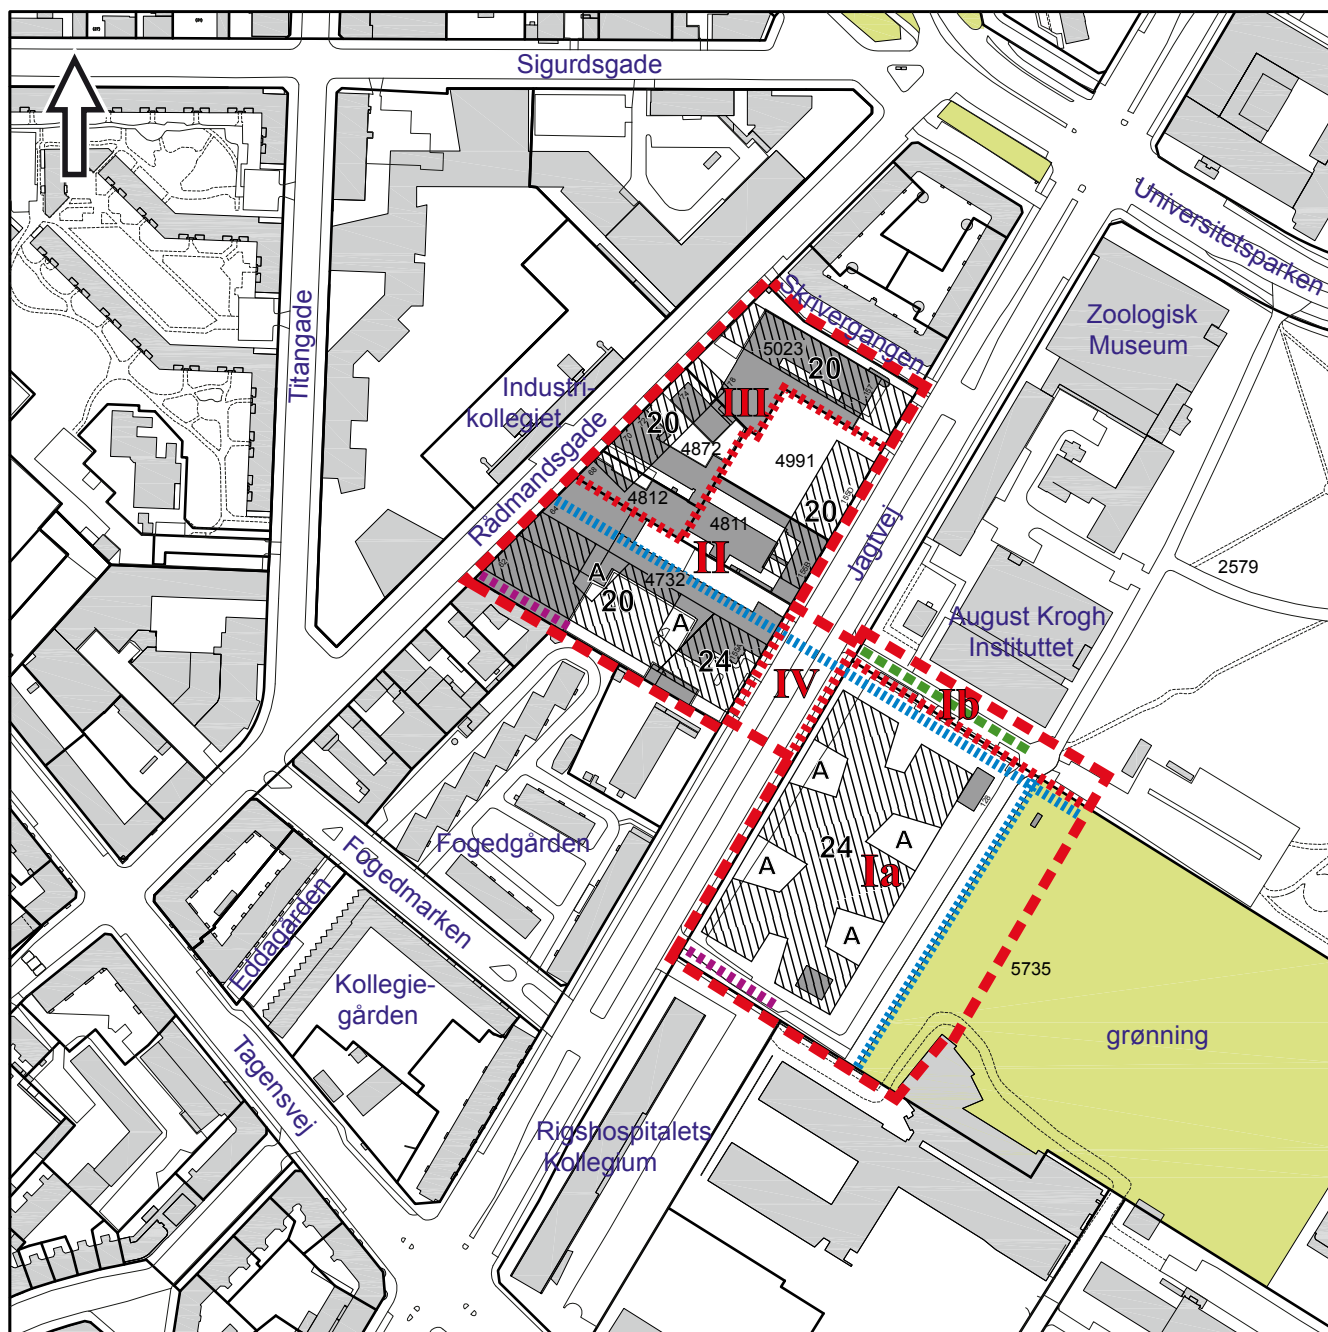 Sigurdsgade
Universitetsparken
Zoologisk
Museum
Skrivergangen
Titangade
5023
20
Industri-
kollegiet
III
20
4872
4991
Rådmandsgade
4812
20
4811
Jagtvej
II
2579
A
4732
20
A
August Krogh
Instituttet
24
IV
Ib
A
Fogedgården
Fogedmarken
A
24
A
Ia
Eddagården
A
Kollegie-
gården
5735
grønning
Tagensvej
Rigshospitalets
Kollegium